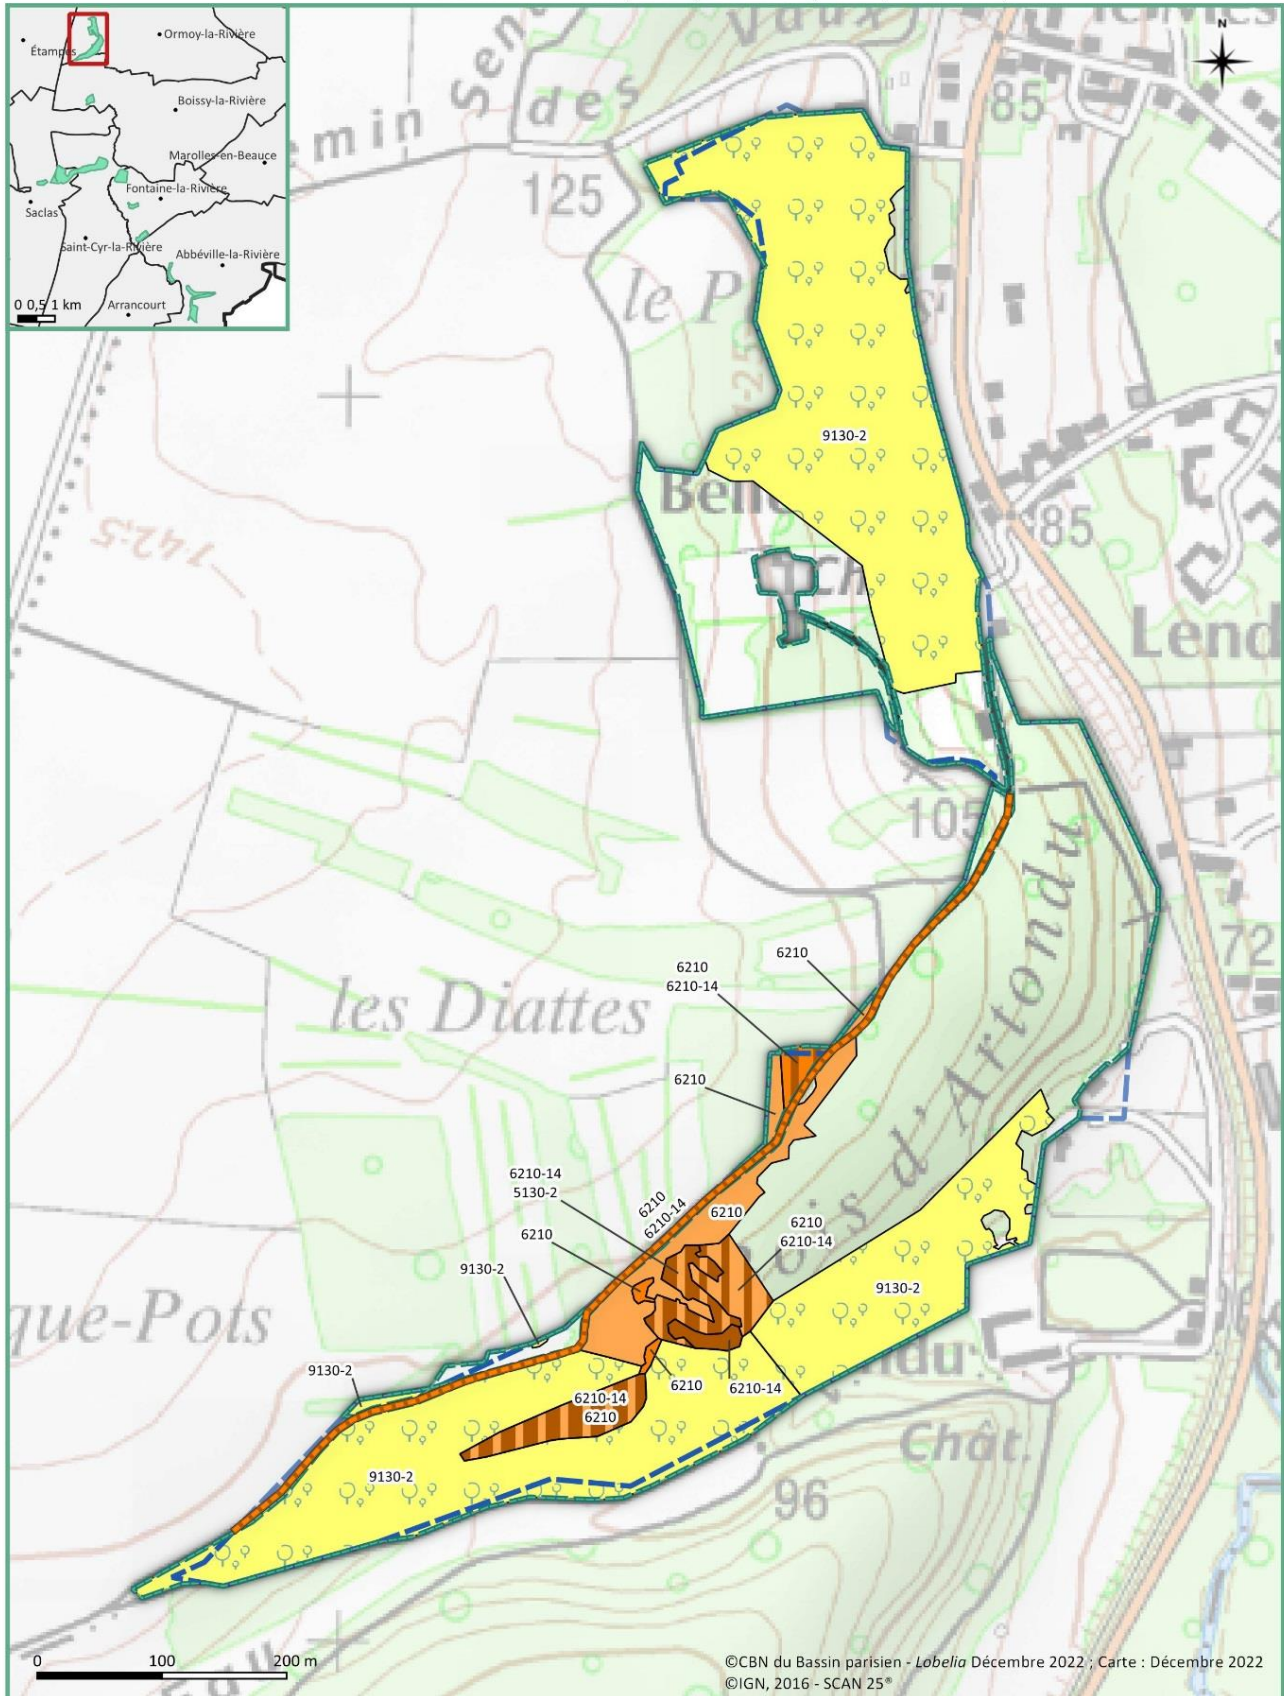 Étampes
Ormoy-la-Rivière
Boissy-la-Rivière
Marolles-en-Beauce
Fontaine-la-Rivière
Saclas
Saint-Cyr-la-Rivière
Abbéville-la-Rivière
Arrancourt
0 0,5 1 km
N
des
Vaux
85
125
le P
9130-2
142,5
85
Lend
105
72
les Diattes
Bois d'Artondu
6210
6210
6210-14
6210
6210-14
5130-2
6210
6210-14
6210
6210
6210-14
6210
9130-2
9130-2
9130-2
6210-14
6210
6210
6210-14
que-Pots
9130-2
Chât.
96
0 100 200 m
©CBN du Bassin parisien - Lobelia Décembre 2022 ; Carte : Décembre 2022
©IGN, 2016 - SCAN 25®